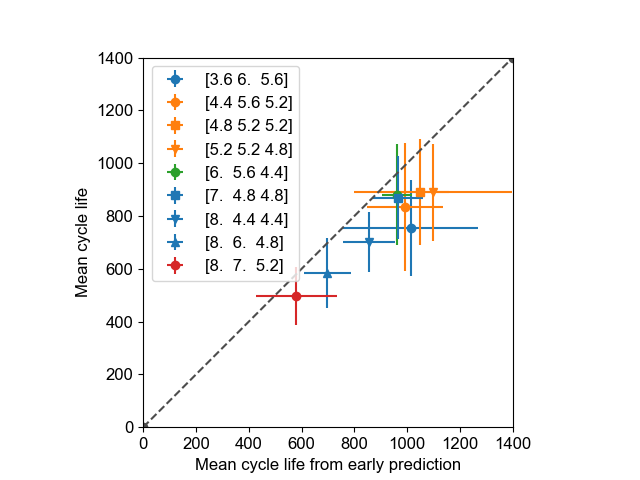 1400
1200
1000
800
600
400
200
0
Mean cycle life
[3.6 6.  5.6]
[4.4 5.6 5.2]
[4.8 5.2 5.2]
[5.2 5.2 4.8]
[6.  5.6 4.4]
[7.  4.8 4.8]
[8.  4.4 4.4]
[8.  6.  4.8]
[8.  7.  5.2]
0 200 400 600 800 1000 1200 1400
Mean cycle life from early prediction